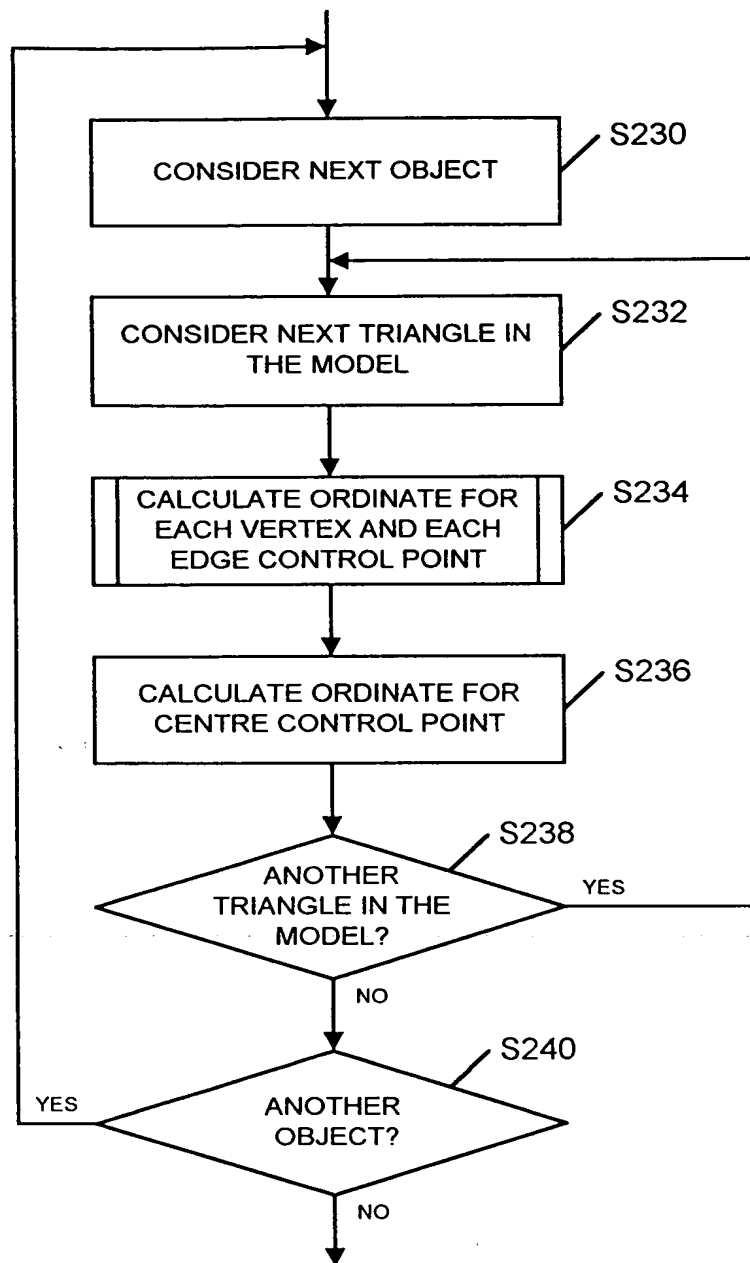 S230
CONSIDER NEXT OBJECT
S232
CONSIDER NEXT TRIANGLE IN
THE MODEL
S234
CALCULATE ORDINATE FOR
EACH VERTEX AND EACH
EDGE CONTROL POINT
S236
CALCULATE ORDINATE FOR
CENTRE CONTROL POINT
S238
ANOTHER
TRIANGLE IN THE
MODEL?
YES
NO
S240
ANOTHER
OBJECT?
YES
NO